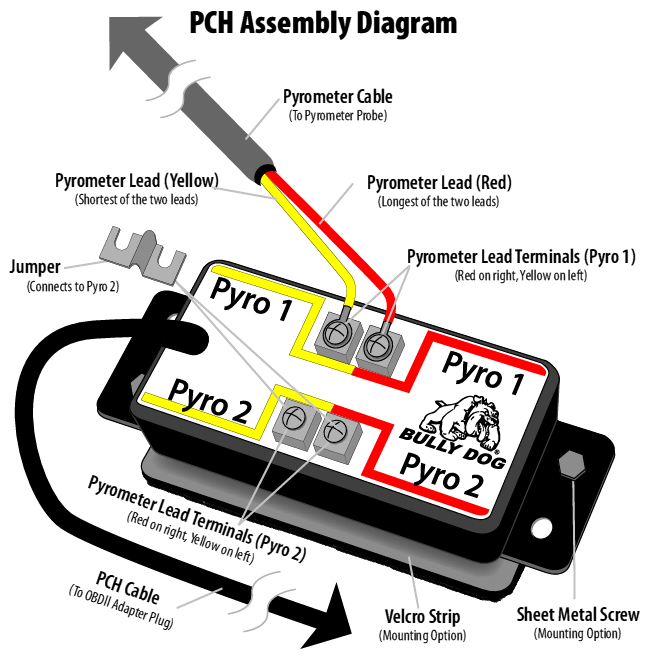 PCH Assembly Diagram
Pyrometer Cable
(To Pyrometer Probe)
Pyrometer Lead (Yellow)
(Shortest of the two leads)
Pyrometer Lead (Red)
(Longest of the two leads)
Pyrometer Lead Terminals (Pyro 1)
(Red on right, Yellow on left)
Jumper
(Connects to Pyro 2)
Pyro 1
Pyro 1
Pyro 2
BULLY DOG
Pyro 2
Pyrometer Lead Terminals (Pyro 2)
(Red on right, Yellow on left)
PCH Cable
(To OBDII Adapter Plug)
Velcro Strip
(Mounting Option)
Sheet Metal Screw
(Mounting Option)